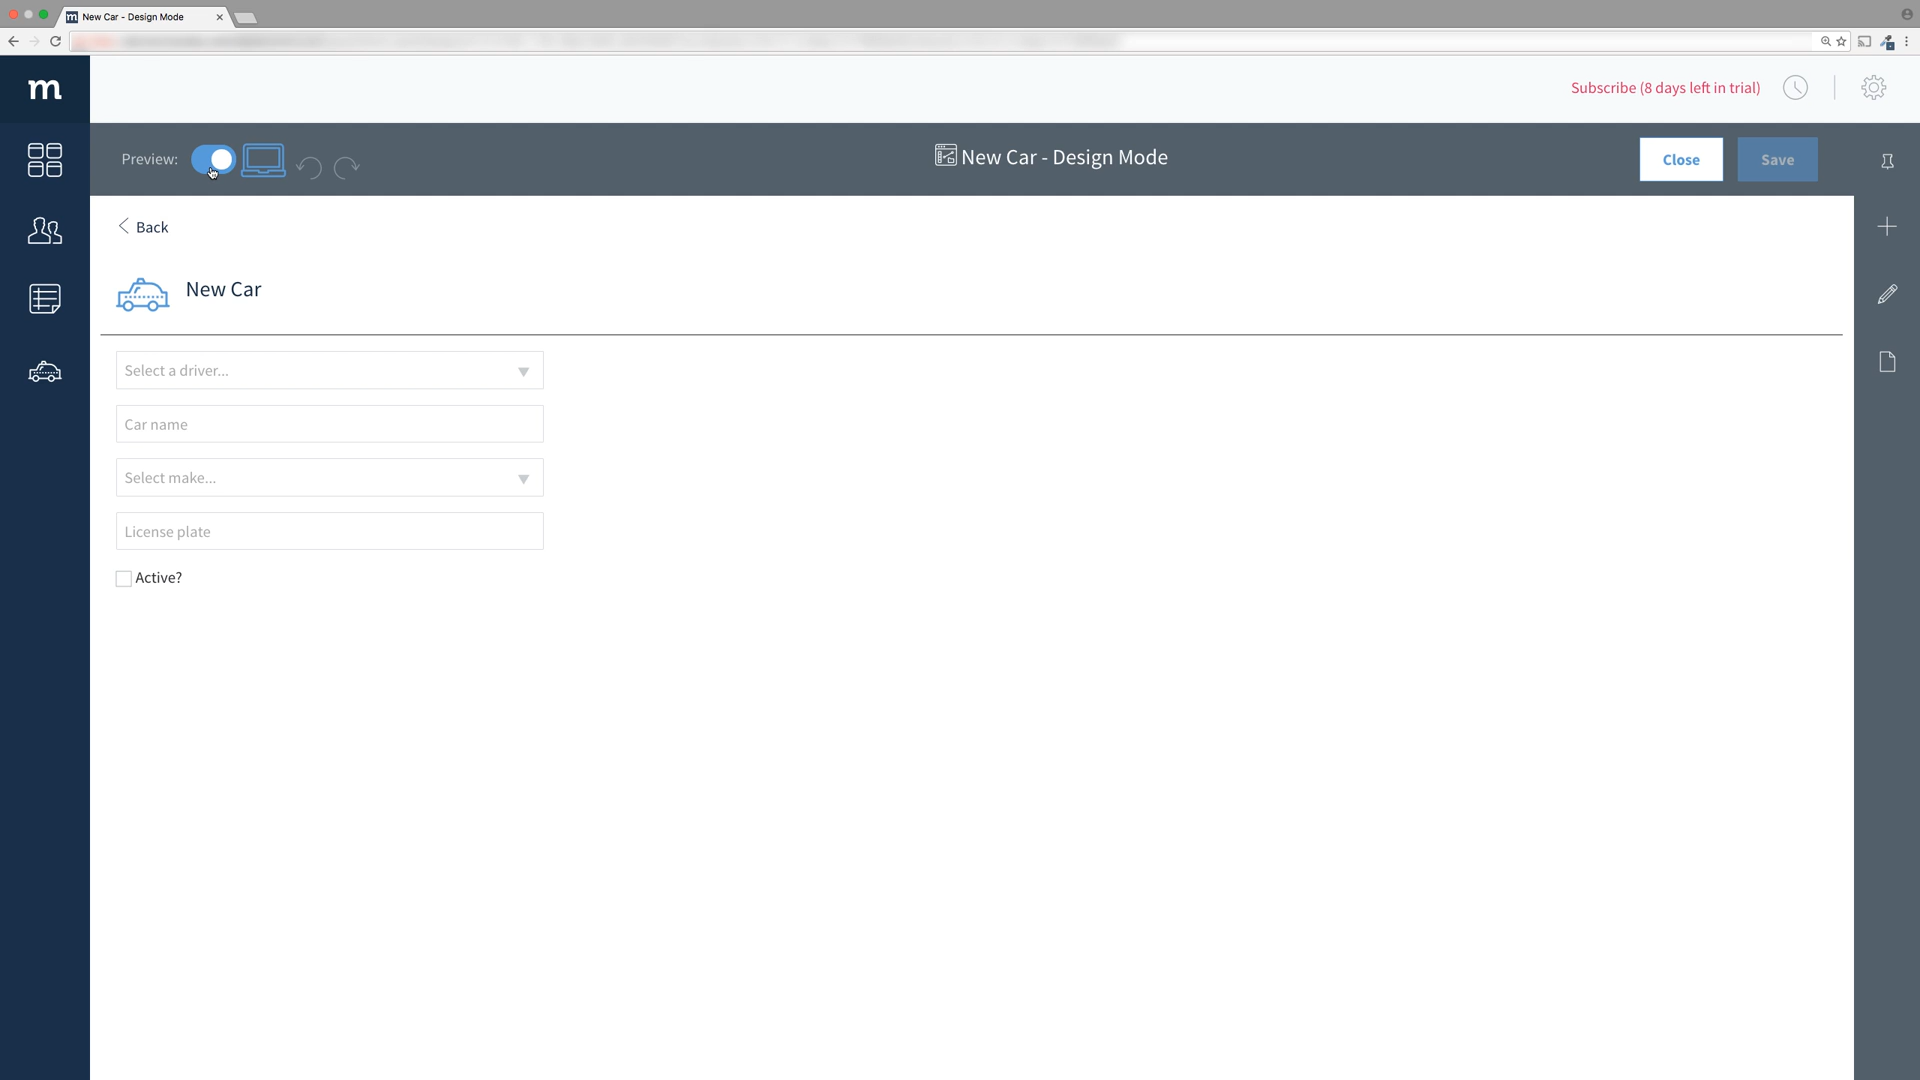 New Car - Design Mode
m
Subscribe (8 days left in trial)
Preview:
New Car - Design Mode
Close
Save
Back
New Car
Select a driver...
Car name
Select make...
License plate
Active?